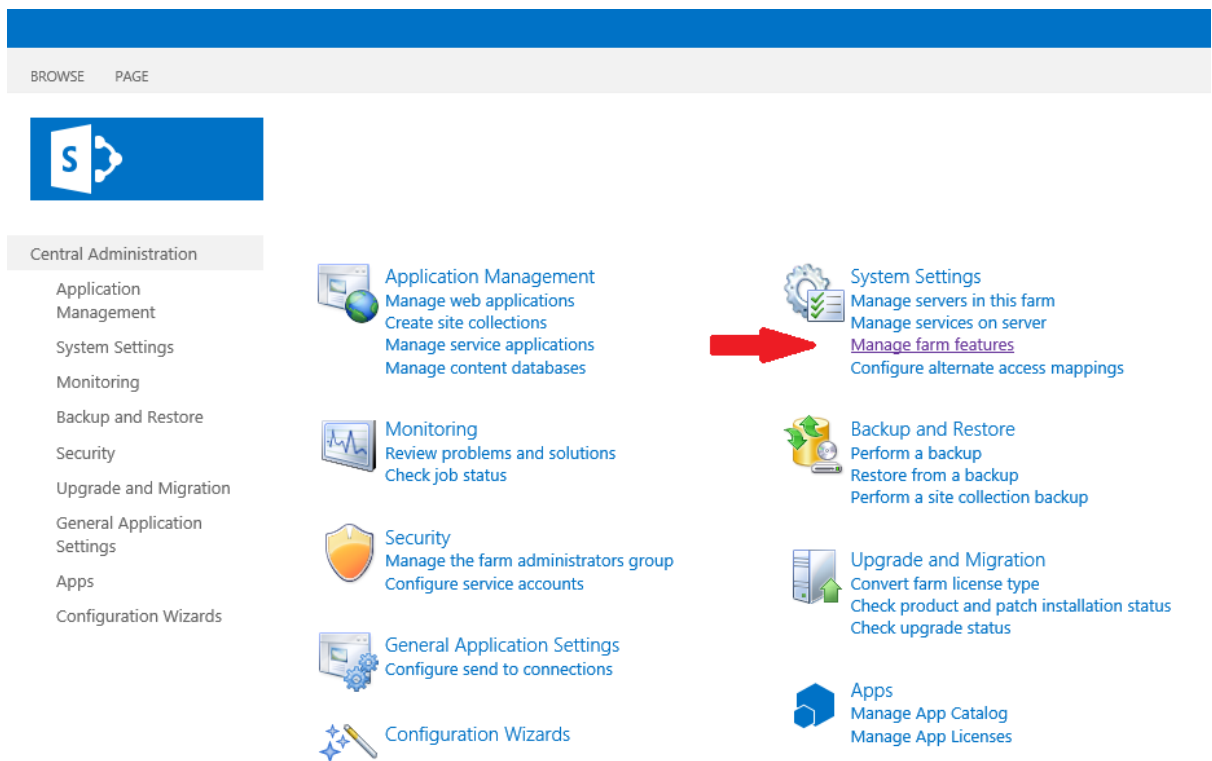 BROWSE PAGE
S
Central Administration
Application
Management
System Settings
Monitoring
Backup and Restore
Security
Upgrade and Migration
General Application
Settings
Apps
Configuration Wizards
Application Management
Manage web applications
Create site collections
Manage service applications
Manage content databases
Monitoring
Review problems and solutions
Check job status
Security
Manage the farm administrators group
Configure service accounts
General Application Settings
Configure send to connections
Configuration Wizards
System Settings
Manage servers in this farm
Manage services on server
Manage farm features
Configure alternate access mappings
Backup and Restore
Perform a backup
Restore from a backup
Perform a site collection backup
Upgrade and Migration
Convert farm license type
Check product and patch installation status
Check upgrade status
Apps
Manage App Catalog
Manage App Licenses